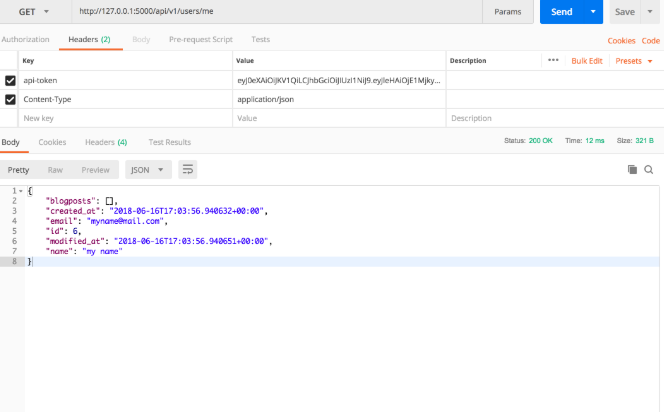 GET http://127.0.0.1:5000/api/v1/users/me Params Send Save
Authorization Headers (2) Body Pre-request Script Tests Cookies Code
Key Value Description ••• Bulk Edit Presets
api-token
Content-Type application/json
New key Value Description
Body Cookies Headers (4) Test Results Status: 200 OK Time: 12 ms Size: 321 B
Pretty Raw Preview JSON
1 {
2 "blogposts": [],
3 "created_at": "2018-06-16T17:03:56.940632+00:00",
4 "email": "myname@mail.com",
5 "id": 6,
6 "modified_at": "2018-06-16T17:03:56.940651+00:00",
7 "name": "my name"
8 }